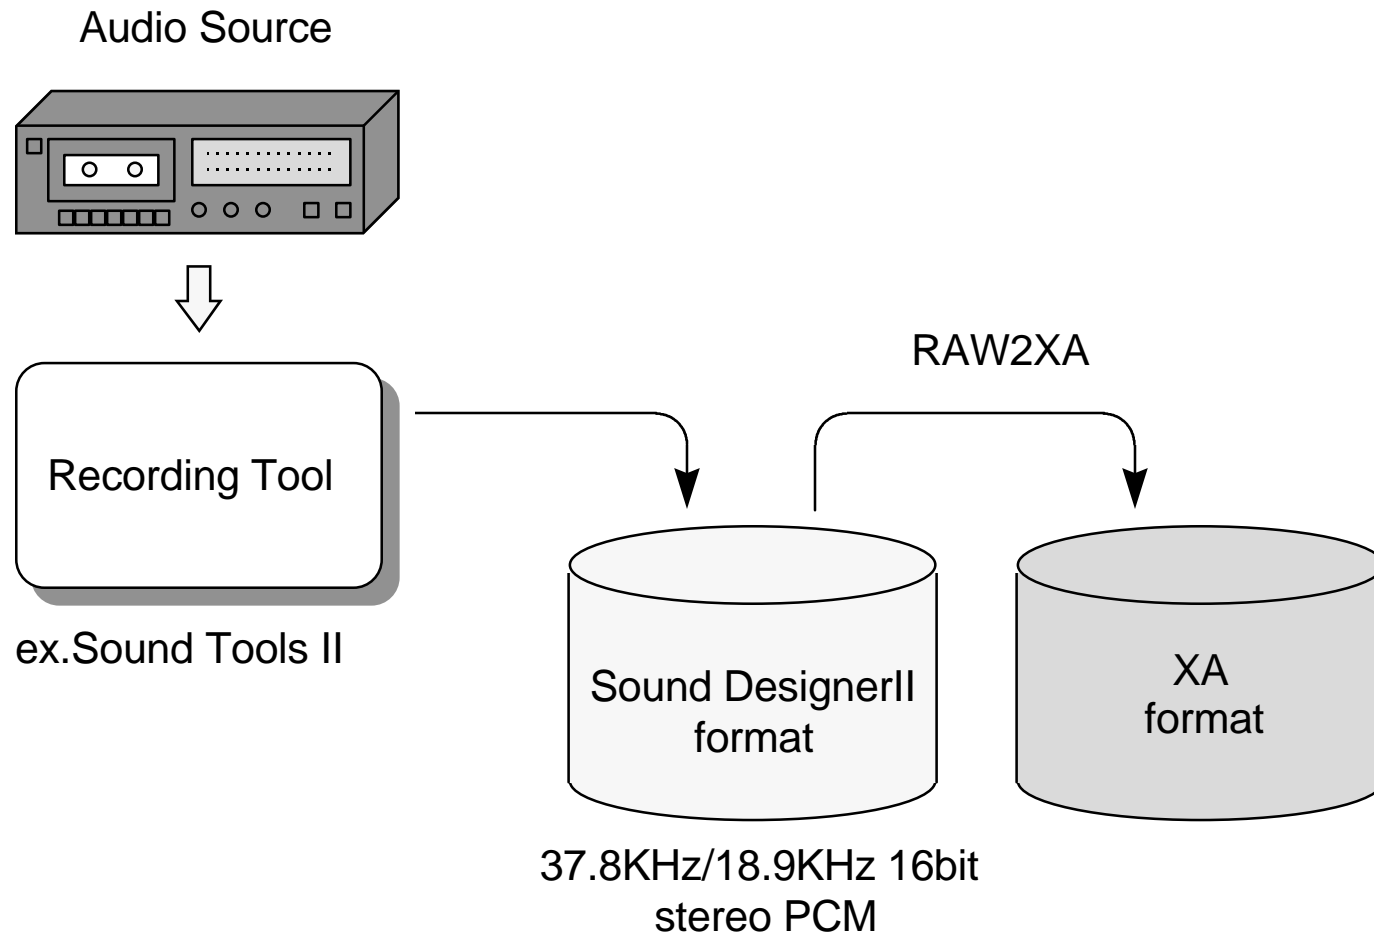 Audio Source
RAW2XA
Recording Tool
ex.Sound Tools II
Sound DesignerII
format
XA
format
37.8KHz/18.9KHz 16bit
stereo PCM